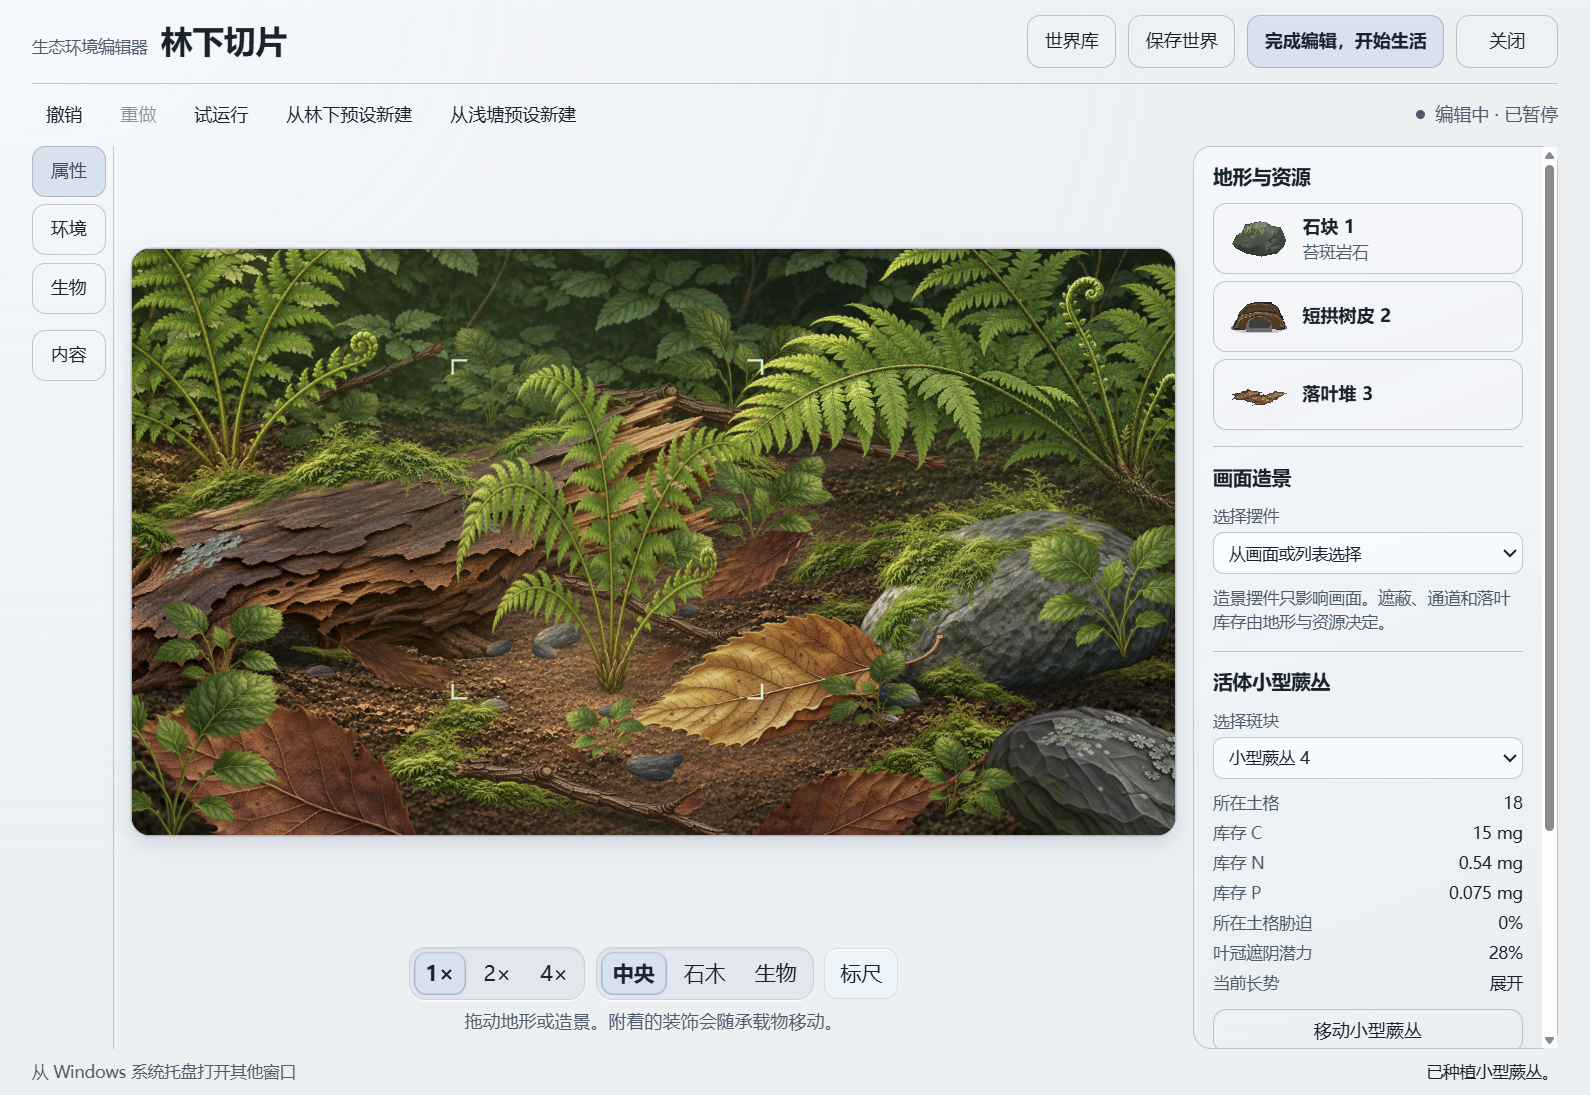 生态环境编辑器 林下切片
世界库 保存世界 完成编辑，开始生活 关闭
撤销 重做 试运行 从林下预设新建 从浅塘预设新建
编辑中 · 已暂停
属性
环境
生物
内容
地形与资源
石块 1
苔斑岩石
短拱树皮 2
落叶堆 3
画面造景
选择摆件
从画面或列表选择
造景摆件只影响画面。遮蔽、通道和落叶
库存由地形与资源决定。
活体小型蕨丛
选择斑块
小型蕨丛 4
所在土格 18
库存 C 15 mg
库存 N 0.54 mg
库存 P 0.075 mg
所在土格胁迫 0%
叶冠遮阴潜力 28%
当前长势 展开
移动小型蕨丛
1× 2× 4× 中央 石木 生物 标尺
拖动地形或造景。附着的装饰会随承载物移动。
从 Windows 系统托盘打开其他窗口
已种植小型蕨丛。